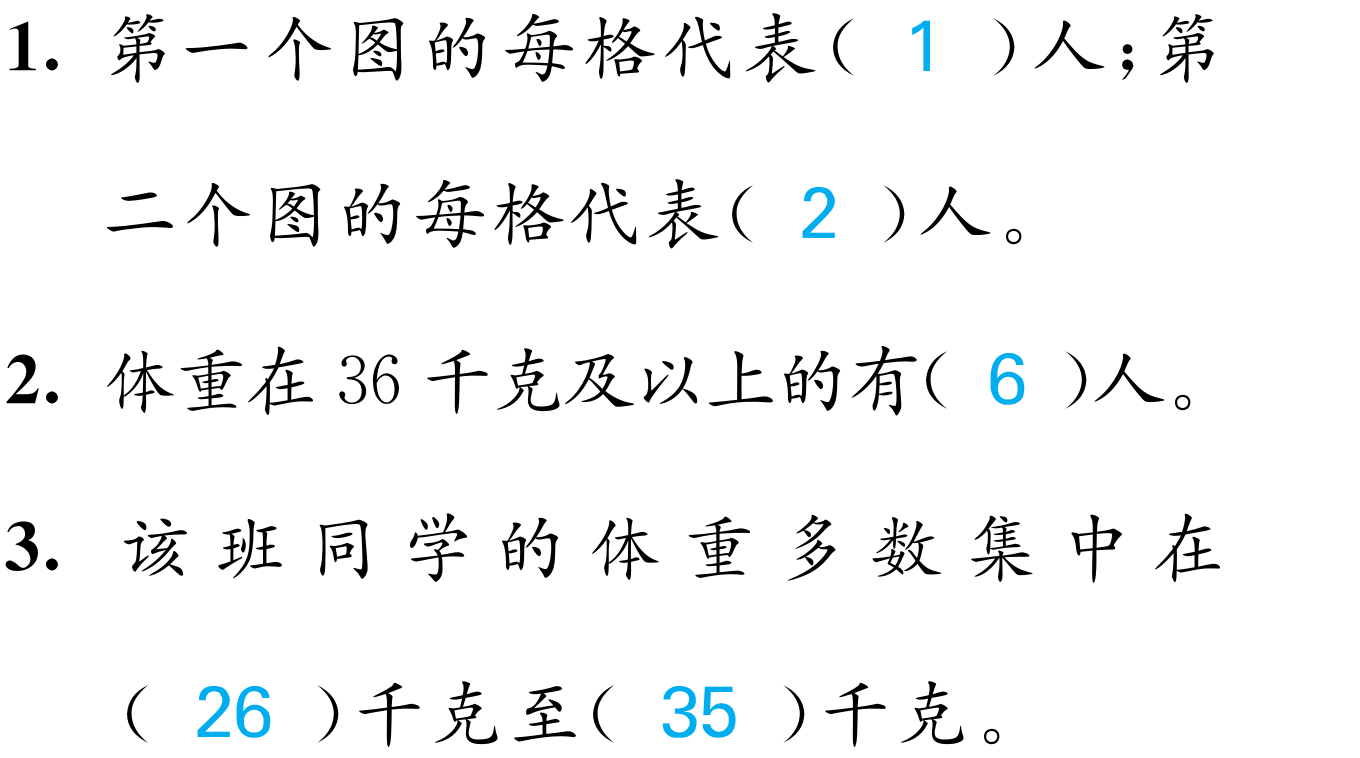 1. 第一个图的每格代表( 1 )人;第
二个图的每格代表( 2 )人。
2. 体重在 36 千克及以上的有( 6 )人。
3. 该班同学的体重多数集中在
( 26 )千克至( 35 )千克。